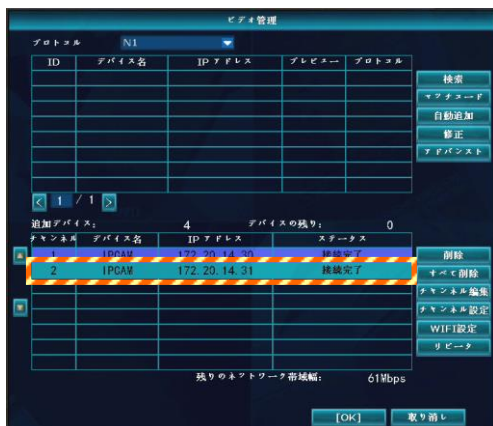 ビデオ管理
プロトコル N1
ID デバイス名 IPアドレス プレビュー プロトコル
検索
マフナコード
自動追加
修正
アドバンスト
< 1 / 1 >
追加デバイス: 4 デバイスの残り: 0
チャンネル デバイス名 IPアドレス ステータス
1 IPCAM 172.20.14.30 接続完了
削除
2 IPCAM 172.20.14.31 接続完了
すべて削除
チャンネル編集
チャンネル設定
WIFI設定
リピータ
残りのネットワーク帯域幅: 61Mbps
[OK] 取り消し